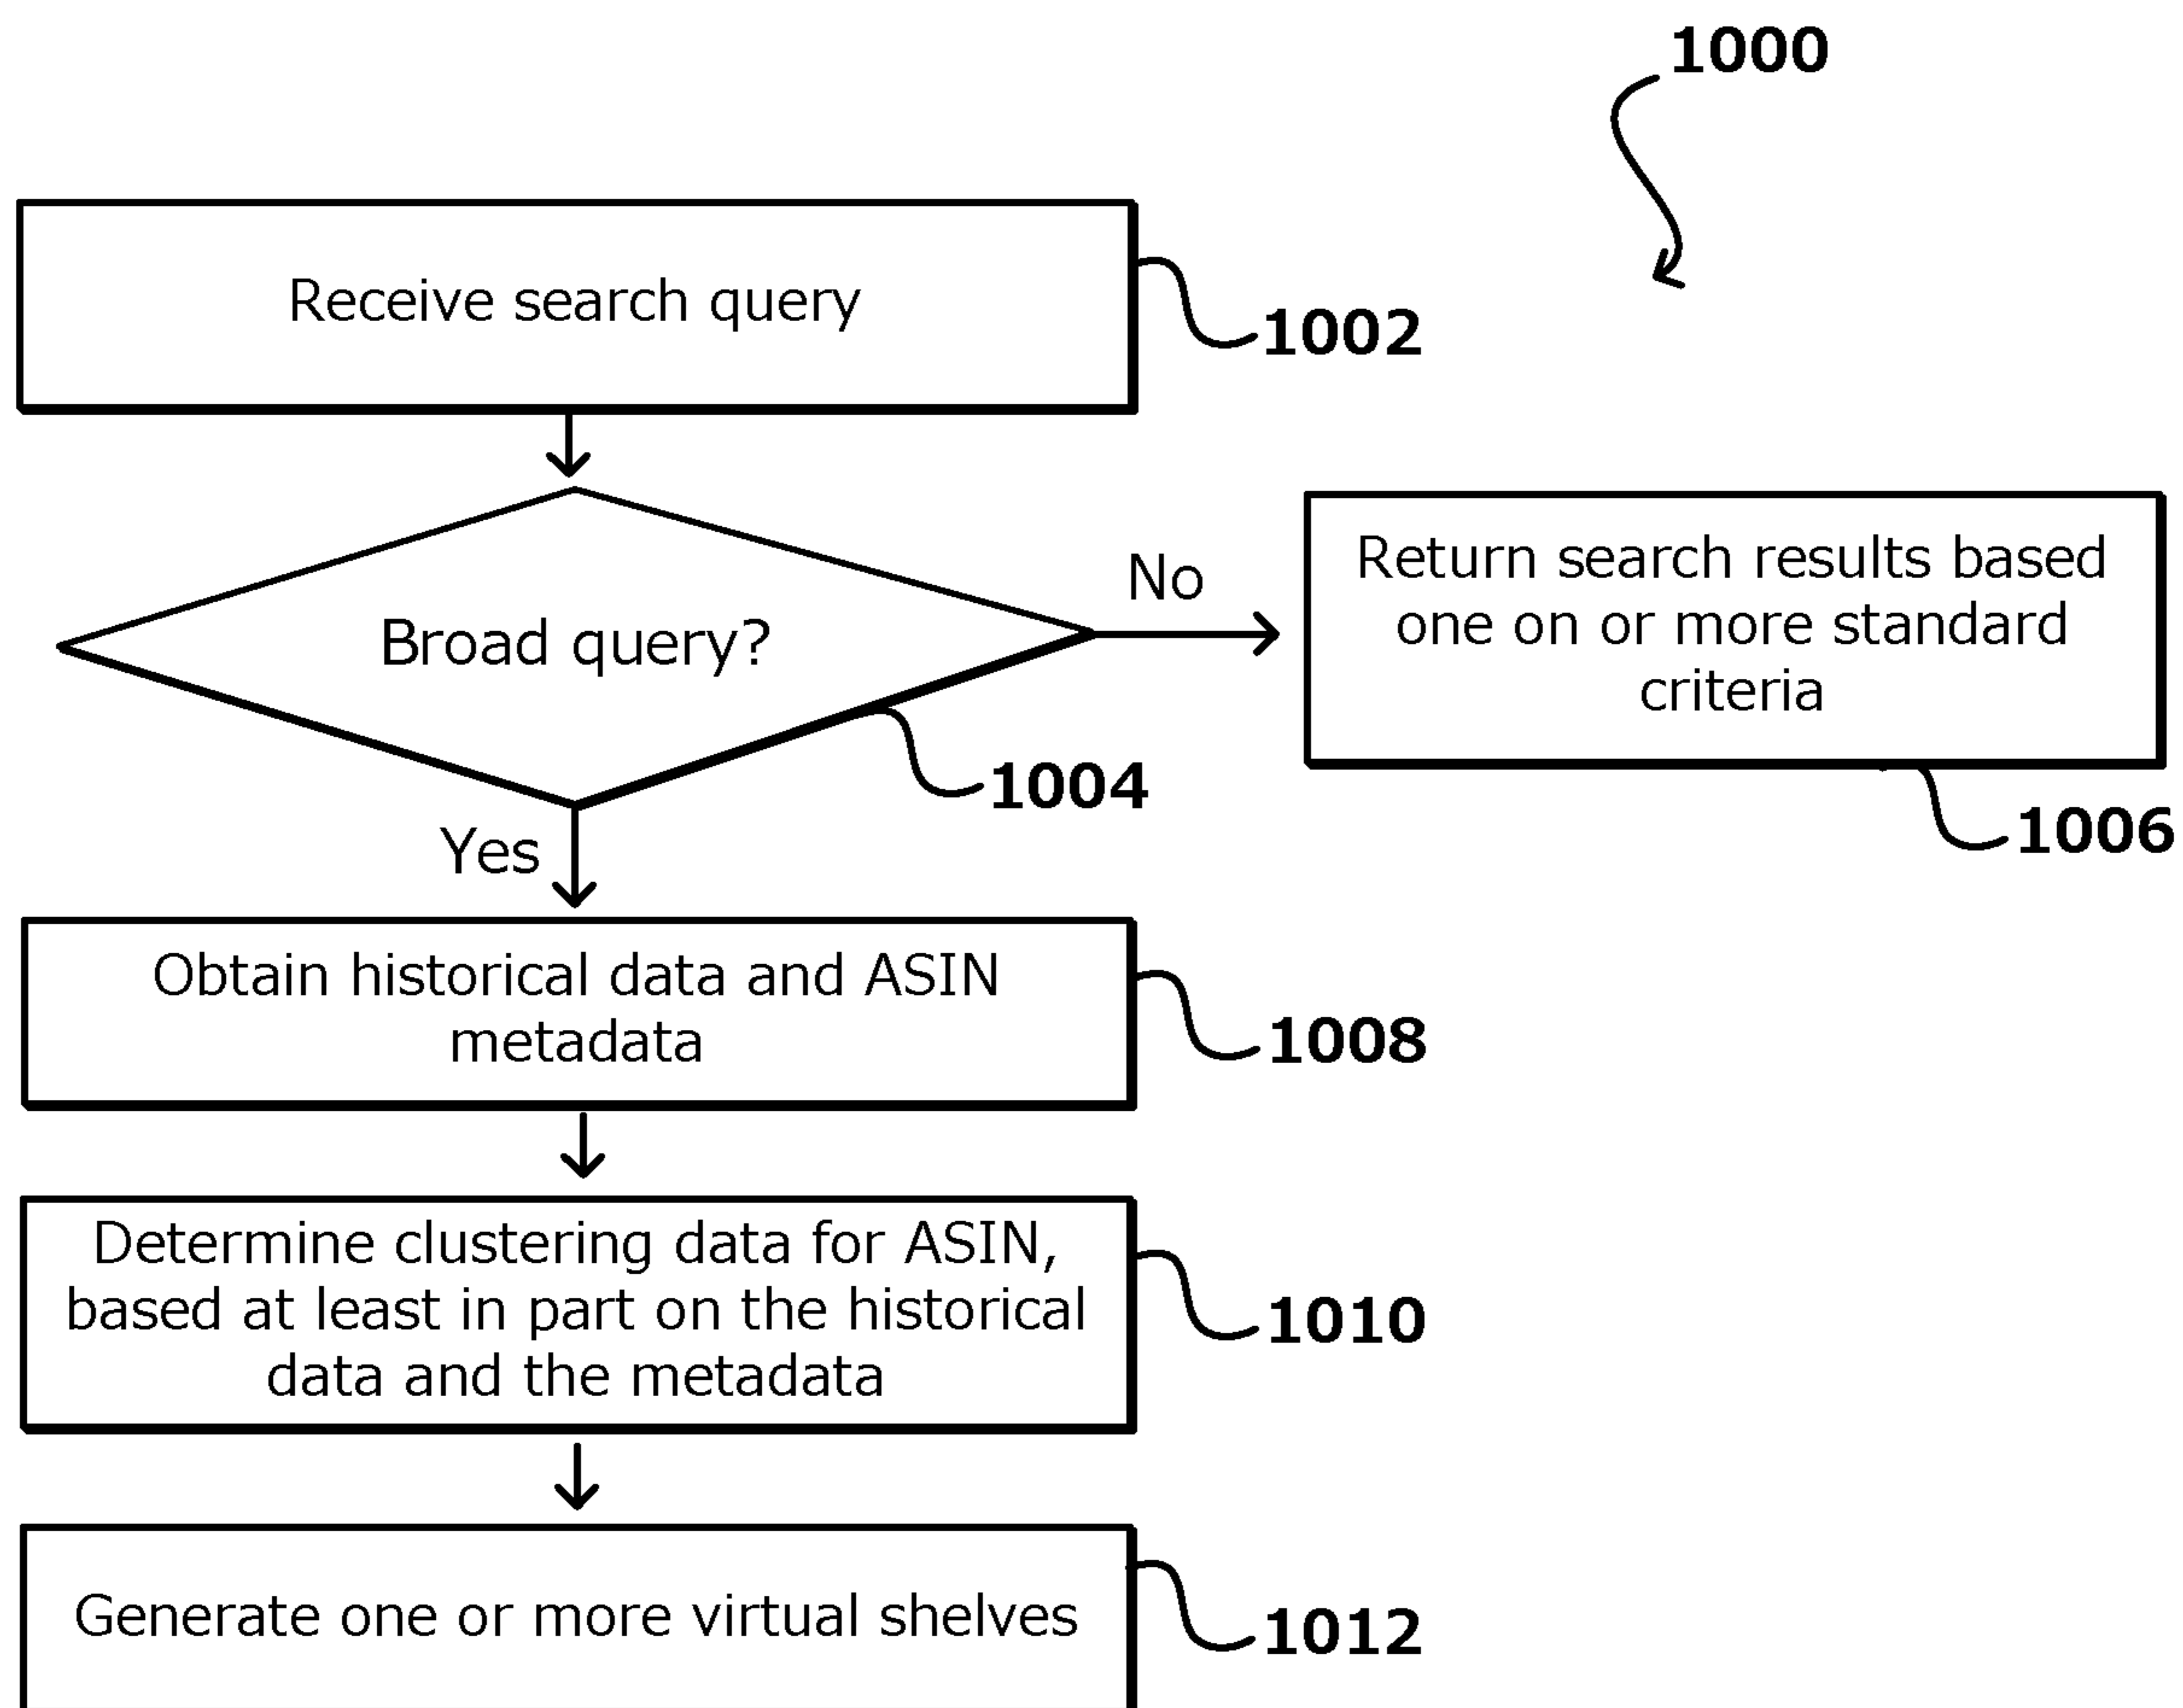 1000
Receive search query
1002
Broad query?
No
Return search results based
one on or more standard
criteria
1004
1006
Yes
Obtain historical data and ASIN
metadata
1008
Determine clustering data for ASIN,
based at least in part on the historical
data and the metadata
1010
Generate one or more virtual shelves
1012